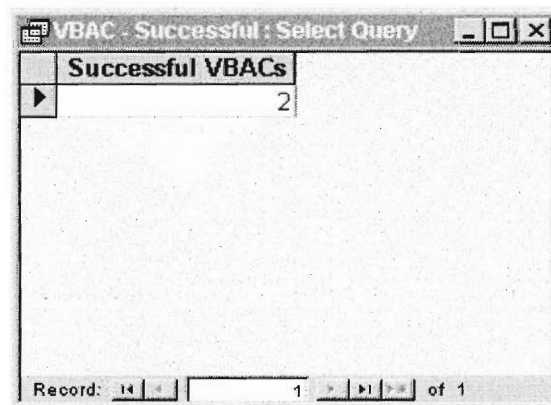 VBAC - Successful : Select Query
Successful VBACs
2
Record: 1 of 1